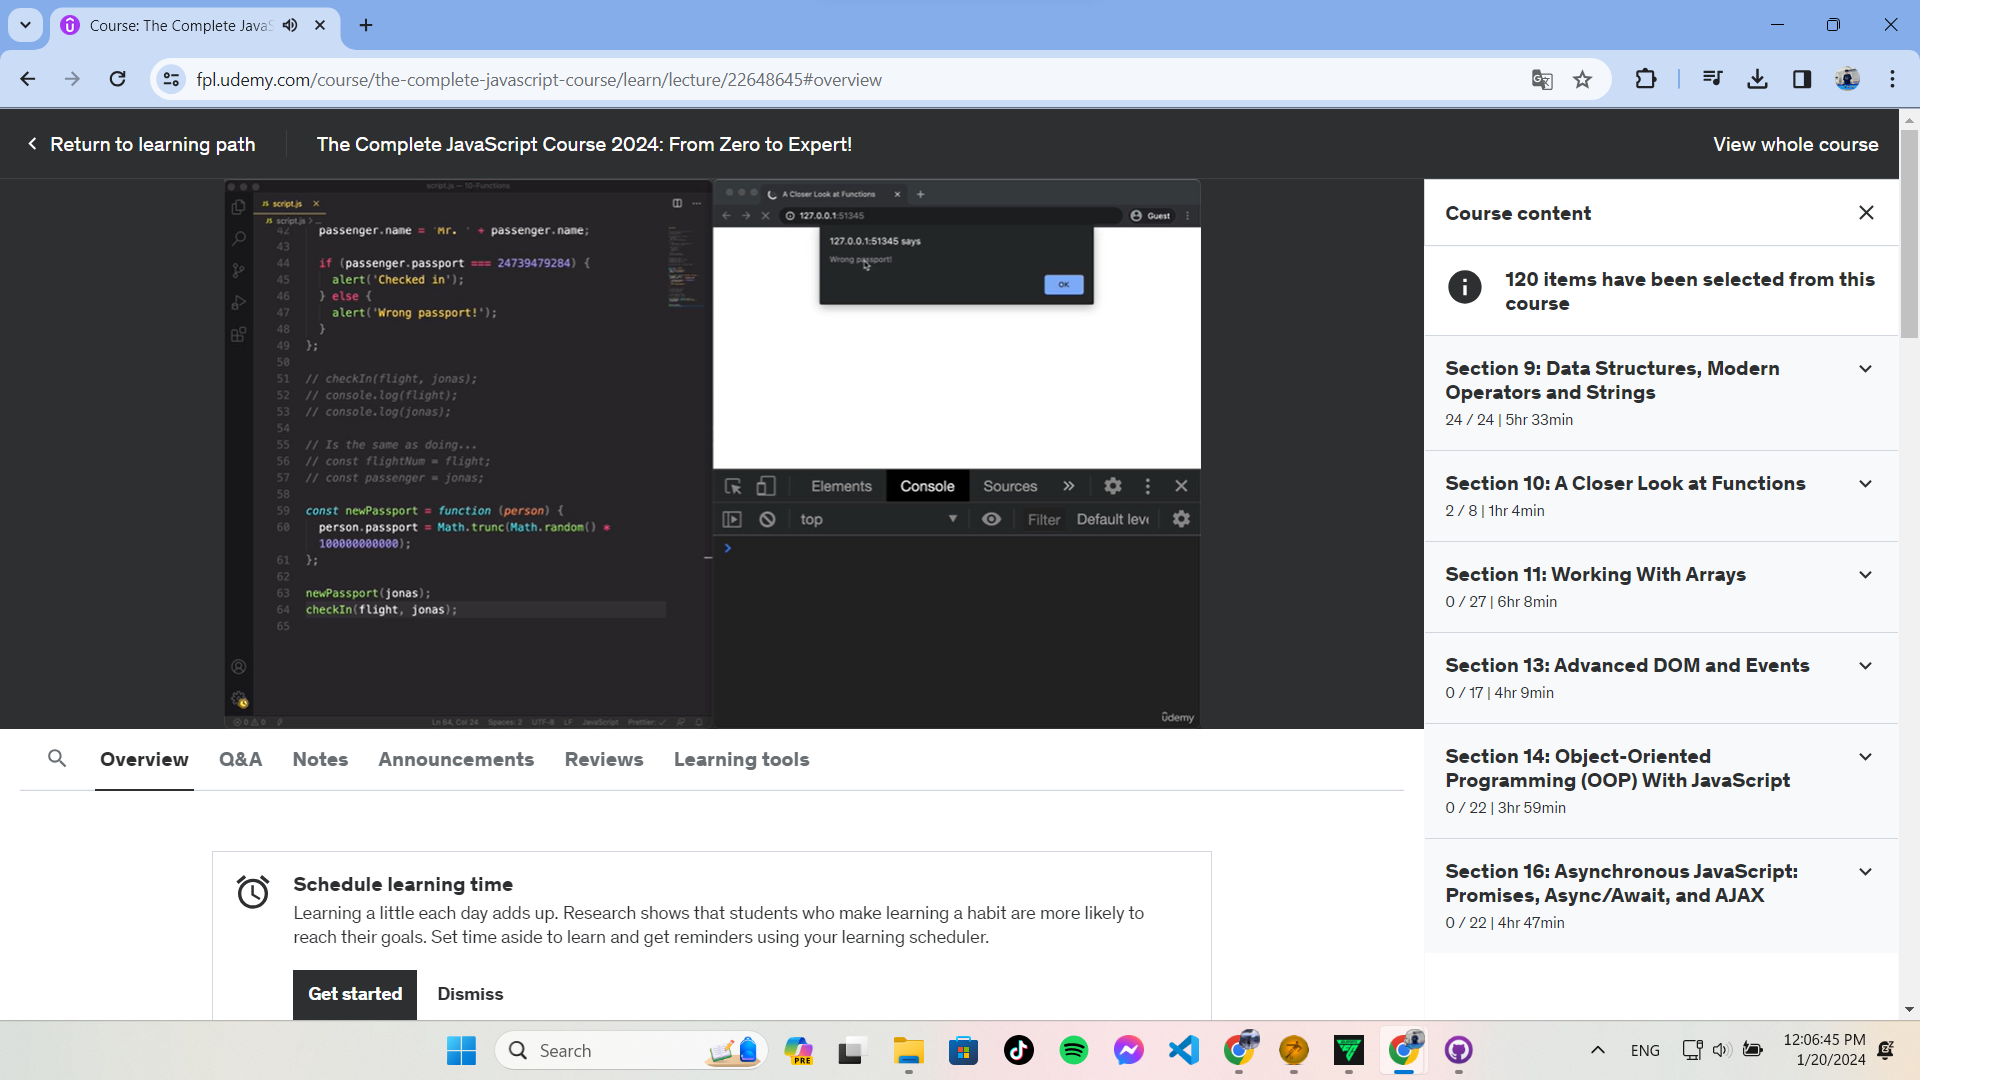 Course: The Complete Javas
fpl.udemy.com/course/the-complete-javascript-course/learn/lecture/22648645#overview
Return to learning path
The Complete JavaScript Course 2024: From Zero to Expert!
View whole course
script.js — 10-Functions
JS script.js
JS script.js > ...
42 passenger.name = 'Mr. ' + passenger.name;
43
44 if (passenger.passport === 24739479284) {
45 alert('Checked in');
46 } else {
47 alert('Wrong passport!');
48 }
49 };
50
51 // checkIn(flight, jonas);
52 // console.log(flight);
53 // console.log(jonas);
54
55 // Is the same as doing...
56 // const flightNum = flight;
57 // const passenger = jonas;
58
59 const newPassport = function (person) {
60 person.passport = Math.trunc(Math.random() *
100000000000);
61 };
62
63 newPassport(jonas);
64 checkIn(flight, jonas);
65
0 0 Ln 64, Col 24 Spaces: 2 UTF-8 LF JavaScript Prettier: ✓
A Closer Look at Functions
127.0.0.1:51345
Guest
127.0.0.1:51345 says
Wrong passport!
OK
Elements Console Sources »
top Filter Default leve
ûdemy
Course content
120 items have been selected from this
course
Section 9: Data Structures, Modern
Operators and Strings
24 / 24 | 5hr 33min
Section 10: A Closer Look at Functions
2 / 8 | 1hr 4min
Section 11: Working With Arrays
0 / 27 | 6hr 8min
Section 13: Advanced DOM and Events
0 / 17 | 4hr 9min
Section 14: Object-Oriented
Programming (OOP) With JavaScript
0 / 22 | 3hr 59min
Section 16: Asynchronous JavaScript:
Promises, Async/Await, and AJAX
0 / 22 | 4hr 47min
Overview Q&A Notes Announcements Reviews Learning tools
Schedule learning time
Learning a little each day adds up. Research shows that students who make learning a habit are more likely to
reach their goals. Set time aside to learn and get reminders using your learning scheduler.
Get started Dismiss
Search
PRE
ENG
12:06:45 PM
1/20/2024